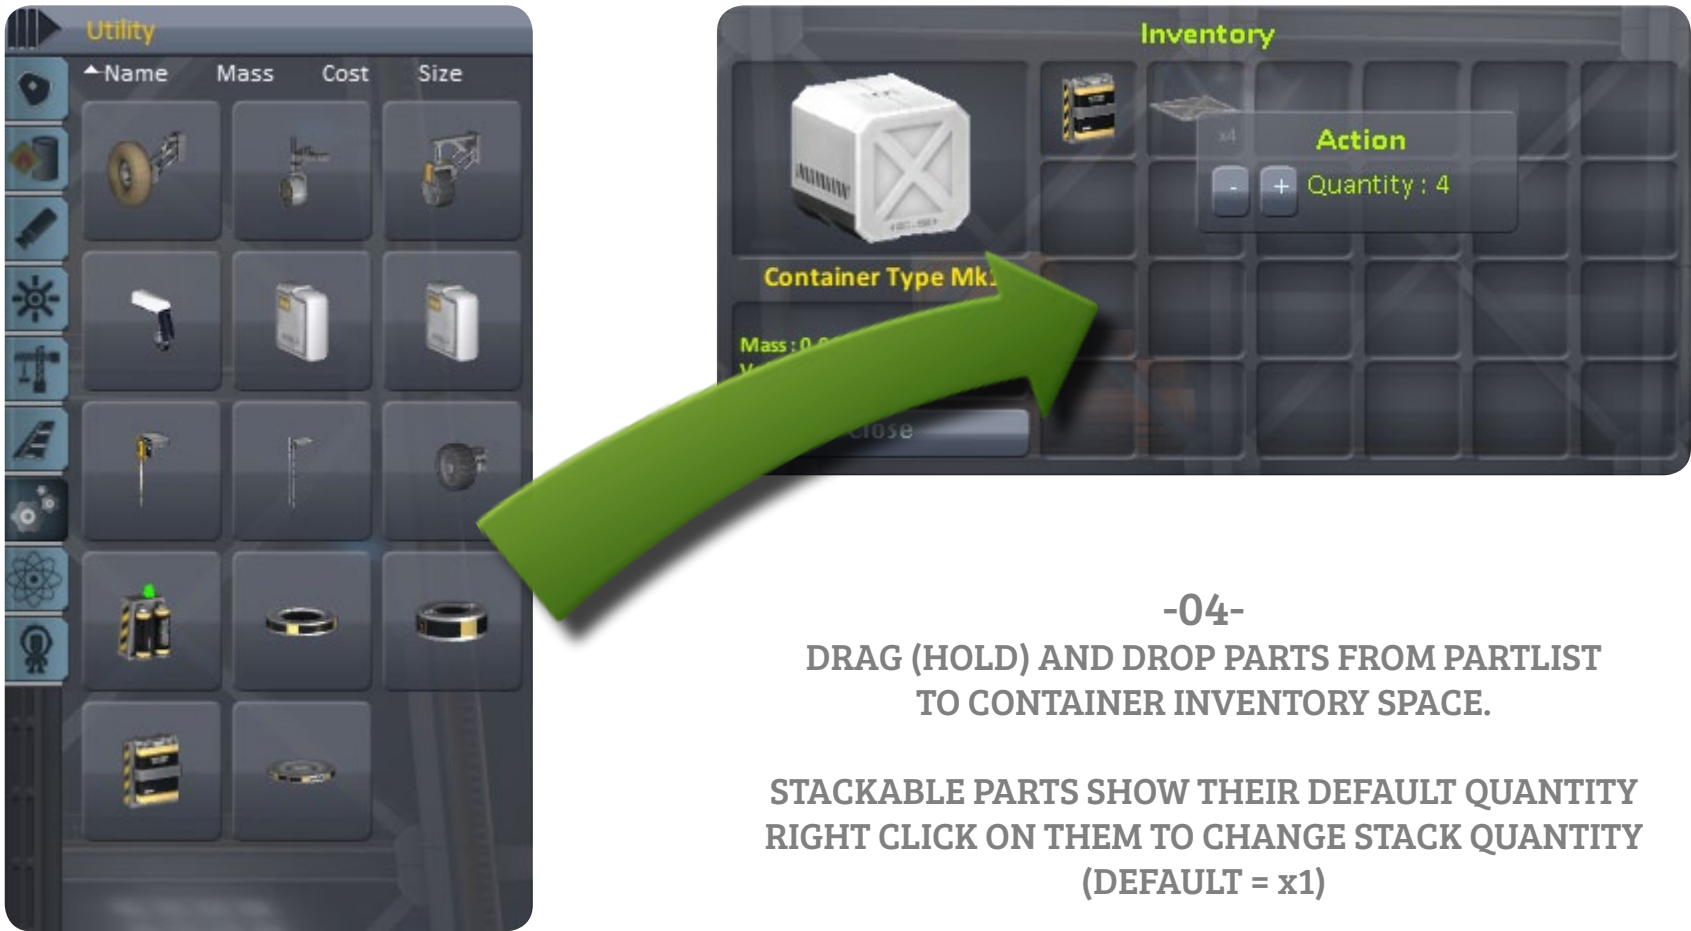 Utility
Name Mass Cost Size
Inventory
x4
Action
- + Quantity : 4
Container Type
Mass :
-04-
DRAG (HOLD) AND DROP PARTS FROM PARTLIST
TO CONTAINER INVENTORY SPACE.
STACKABLE PARTS SHOW THEIR DEFAULT QUANTITY
RIGHT CLICK ON THEM TO CHANGE STACK QUANTITY
(DEFAULT = x1)